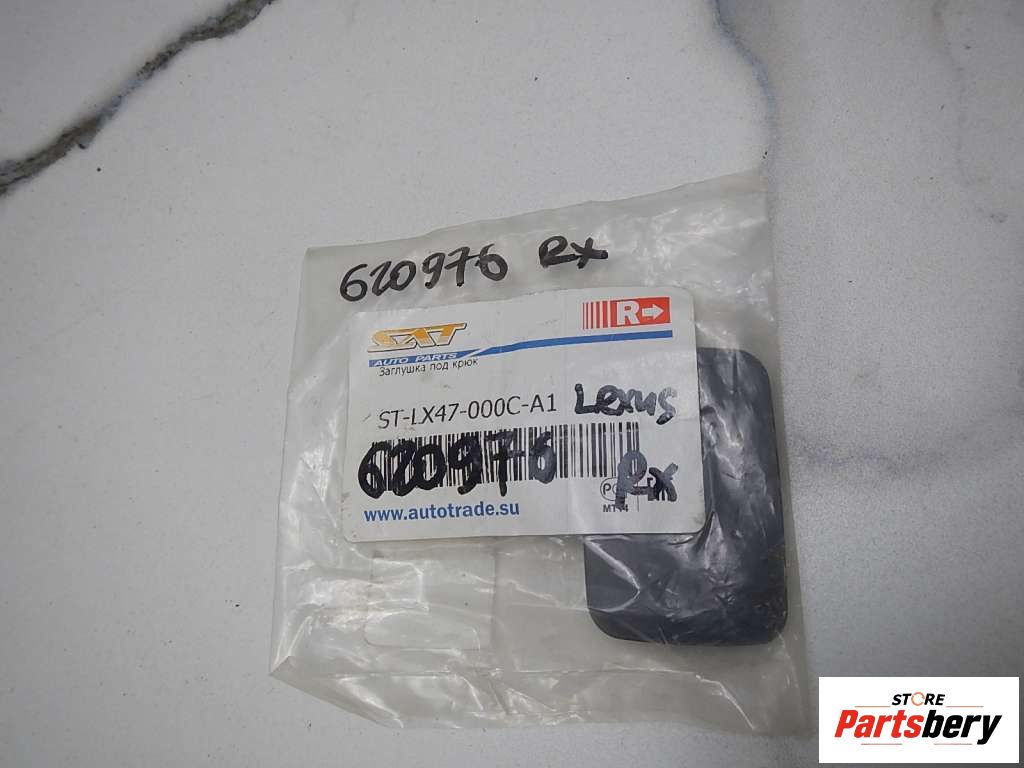 620976 RX
SAT
AUTO PARTS
R
Заглушка под крюк
ST-LX47-000C-A1 Lexus
620976 RX
www.autotrade.su
STORE
Partsbery